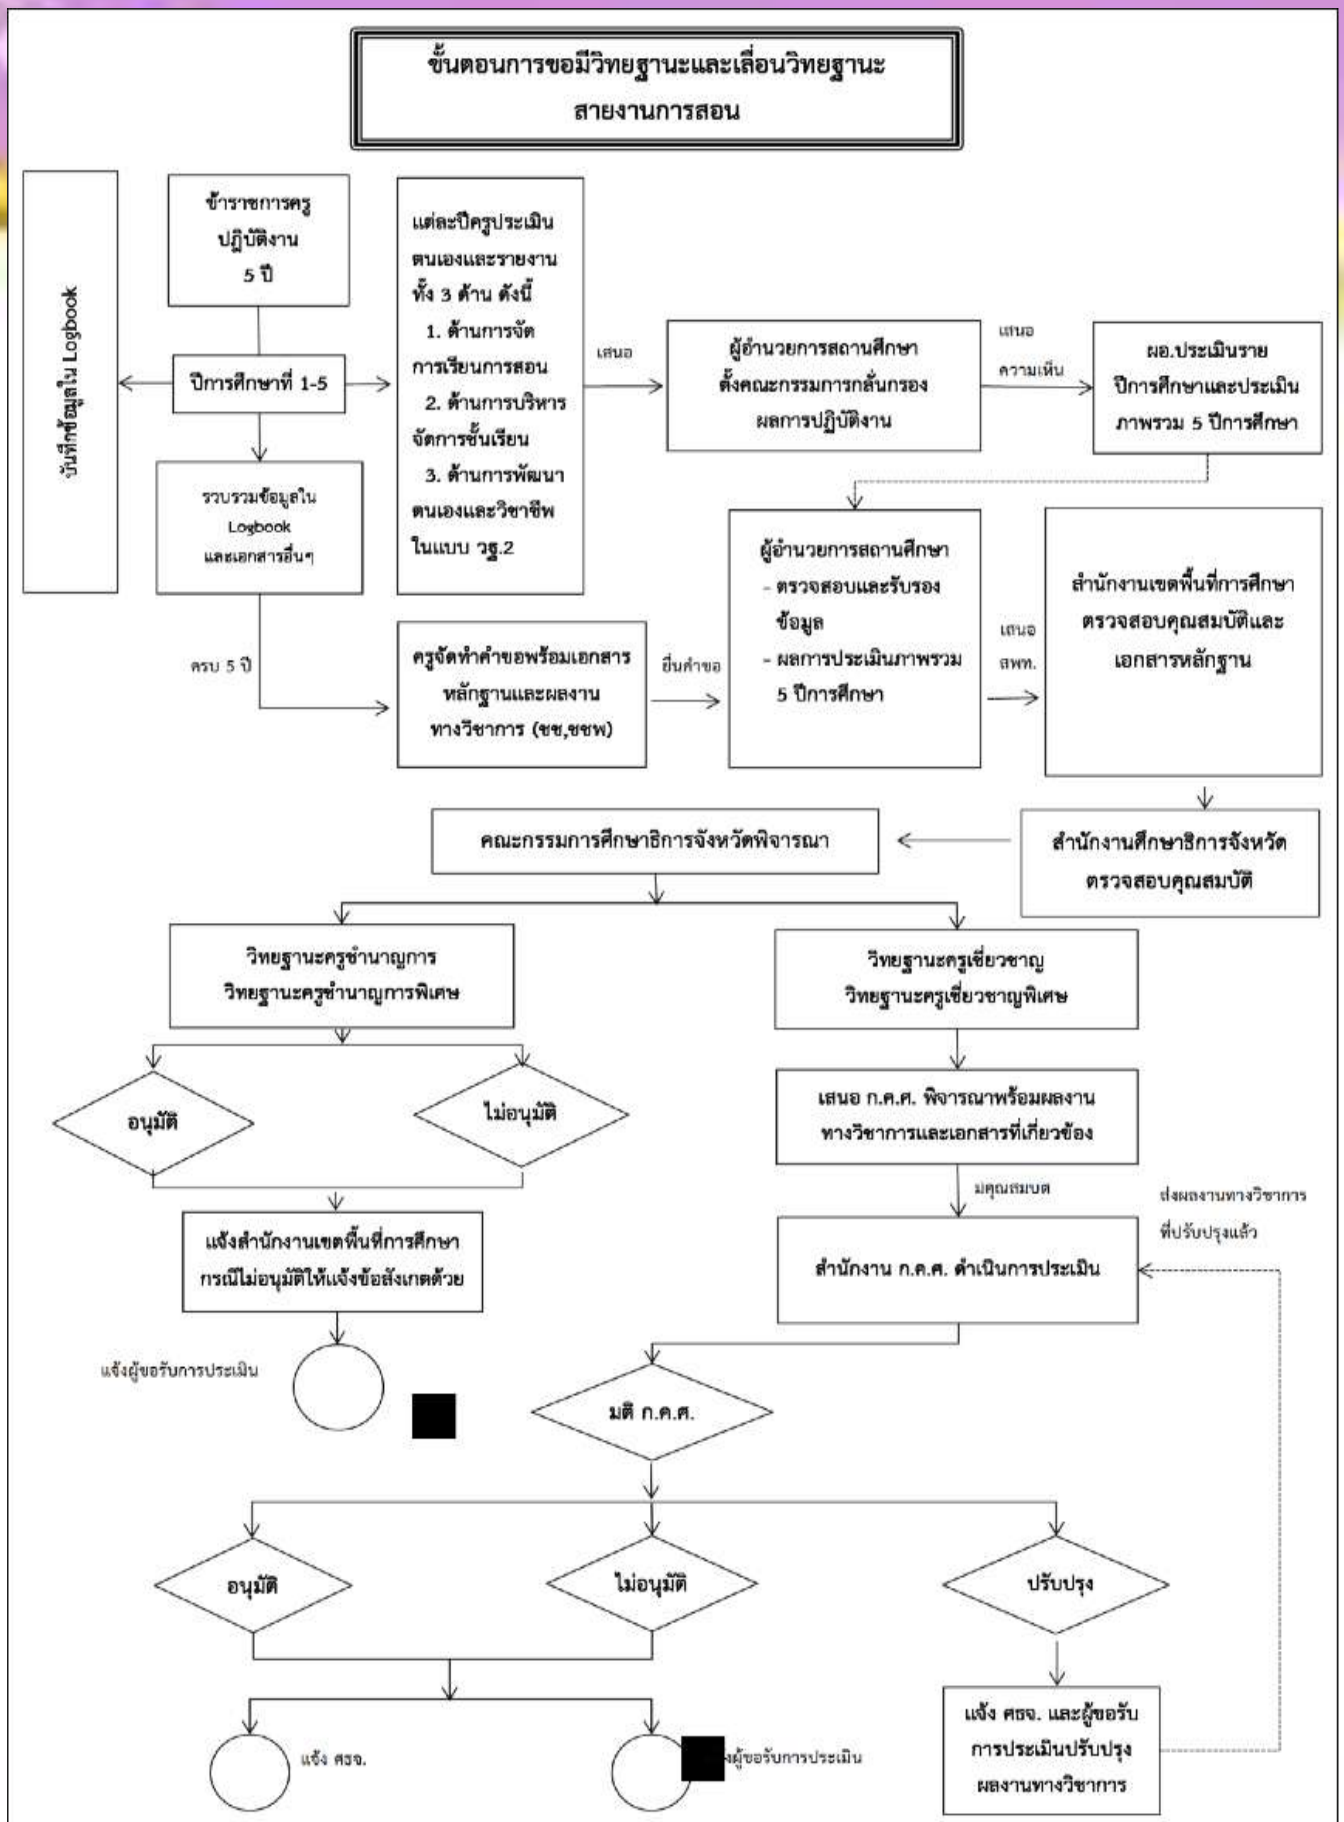 ขั้นตอนการขอมีวิทยฐานะและเลื่อนวิทยฐานะ
สายงานการสอน
บันทึกข้อมูลใน Logbook
ข้าราชการครู
ปฏิบัติงาน
5 ปี
ปีการศึกษาที่ 1-5
รวบรวมข้อมูลใน
Logbook
และเอกสารอื่นๆ
แต่ละปีครูประเมิน
ตนเองและรายงาน
ทั้ง 3 ด้าน ดังนี้
1. ด้านการจัด
การเรียนการสอน
2. ด้านการบริหาร
จัดการชั้นเรียน
3. ด้านการพัฒนา
ตนเองและวิชาชีพ
ในแบบ วฐ.2
เสนอ
ผู้อำนวยการสถานศึกษา
ตั้งคณะกรรมการกลั่นกรอง
ผลการปฏิบัติงาน
เสนอ
ความเห็น
ผอ.ประเมินราย
ปีการศึกษาและประเมิน
ภาพรวม 5 ปีการศึกษา
ครบ 5 ปี
ครูจัดทำคำขอพร้อมเอกสาร
หลักฐานและผลงาน
ทางวิชาการ (ชช,ชชพ)
ยื่นคำขอ
ผู้อำนวยการสถานศึกษา
- ตรวจสอบและรับรอง
ข้อมูล
- ผลการประเมินภาพรวม
5 ปีการศึกษา
เสนอ
สพท.
สำนักงานเขตพื้นที่การศึกษา
ตรวจสอบคุณสมบัติและ
เอกสารหลักฐาน
สำนักงานศึกษาธิการจังหวัด
ตรวจสอบคุณสมบัติ
คณะกรรมการศึกษาธิการจังหวัดพิจารณา
วิทยฐานะครูชำนาญการ
วิทยฐานะครูชำนาญการพิเศษ
อนุมัติ
ไม่อนุมัติ
แจ้งสำนักงานเขตพื้นที่การศึกษา
กรณีไม่อนุมัติให้แจ้งข้อสังเกตด้วย
แจ้งผู้ขอรับการประเมิน
วิทยฐานะครูเชี่ยวชาญ
วิทยฐานะครูเชี่ยวชาญพิเศษ
เสนอ ก.ค.ศ. พิจารณาพร้อมผลงาน
ทางวิชาการและเอกสารที่เกี่ยวข้อง
มีคุณสมบัติ
ส่งผลงานทางวิชาการ
ที่ปรับปรุงแล้ว
สำนักงาน ก.ค.ศ. ดำเนินการประเมิน
มติ ก.ค.ศ.
อนุมัติ
ไม่อนุมัติ
ปรับปรุง
แจ้ง ศธจ.
ผู้ขอรับการประเมิน
แจ้ง ศธจ. และผู้ขอรับ
การประเมินปรับปรุง
ผลงานทางวิชาการ